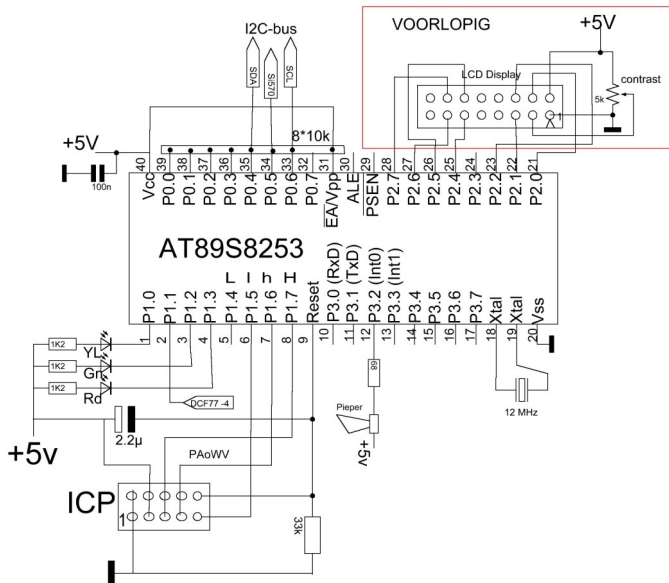 I2C-bus
VOORLOPIG
+5V
LCD Display
contrast
5k
1
SDA
Si570
SCL
+5V
100n
8*10k
40 39 38 37 36 35 34 33 32 31 30 29 28 27 26 25 24 23 22 21
Vcc P0.0 P0.1 P0.2 P0.3 P0.4 P0.5 P0.6 P0.7 EA/Vpp ALE PSEN P2.7 P2.6 P2.5 P2.4 P2.3 P2.2 P2.1 P2.0
AT89S8253
L l h H
P1.0 P1.1 P1.2 P1.3 P1.4 P1.5 P1.6 P1.7 Reset P3.0 (RxD) P3.1 (TxD) P3.2 (Int0) P3.3 (Int1) P3.4 P3.5 P3.6 P3.7 Xtal Xtal Vss
1 2 3 4 5 6 7 8 9 10 11 12 13 14 15 16 17 18 19 20
1K2
YL
1K2
Gn
1K2
Rd
DCF77 -4
68
Pieper
+5v
12 MHz
2.2µ
+5v
PAoWV
ICP
1
33k